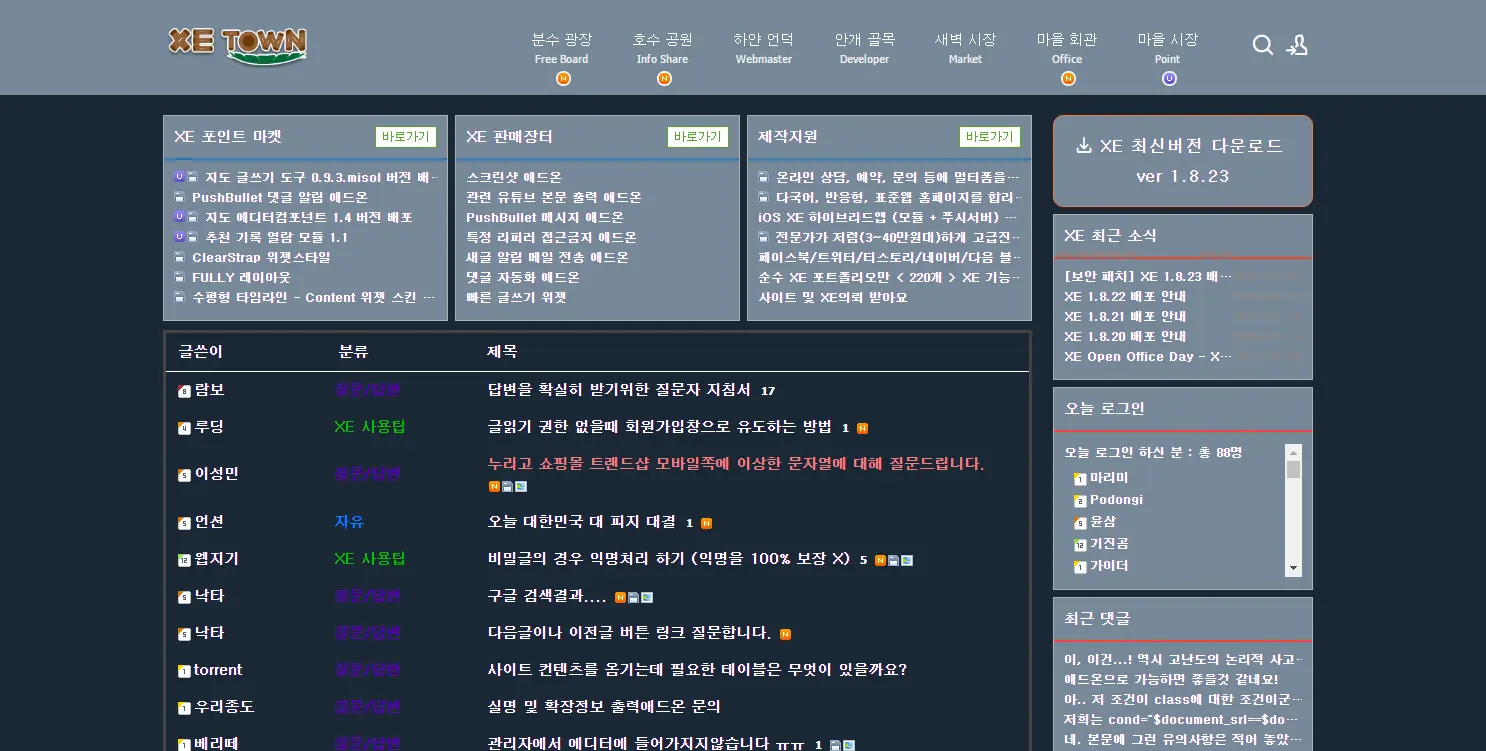 XE TOWN
분수 광장 호수 공원 하얀 언덕 안개 골목 새벽 시장 마을 회관 마을 시장
Free Board Info Share Webmaster Developer Market Office Point
N N N U
XE 포인트 마켓 바로가기
U 지도 글쓰기 도구 0.9.3.misol 버전 배…
PushBullet 댓글 알림 애드온
U 지도 에디터컴포넌트 1.4 버전 배포
U 추천 기록 열람 모듈 1.1
ClearStrap 위젯스타일
FULLY 레이아웃
수평형 타임라인 - Content 위젯 스킨 …
XE 판매장터 바로가기
스크린샷 애드온
관련 유튜브 본문 출력 애드온
PushBullet 메시지 애드온
특정 리퍼러 접근금지 애드온
새글 알림 메일 전송 애드온
댓글 자동화 애드온
빠른 글쓰기 위젯
제작지원 바로가기
온라인 상담, 예약, 문의 등에 멀터폼을…
다국어, 반응형, 표준웹 홈페이지를 합리…
iOS XE 하이브리드앱 (모듈 + 푸시서버) …
전문가가 저렴(3~40만원대)하게 고급진…
페이스북/트위터/티스토리/네이버/다음 블…
순수 XE 포트폴리오만 < 220개 > XE 기능…
사이트 및 XE의뢰 받아요
XE 최신버전 다운로드
ver 1.8.23
XE 최근 소식
[보안 패치] XE 1.8.23 배…
XE 1.8.22 배포 안내
XE 1.8.21 배포 안내
XE 1.8.20 배포 안내
XE Open Office Day - X…
글쓴이 분류 제목
8 람보 질문/답변 답변을 확실히 받기위한 질문자 지침서 17
4 루딩 XE 사용팁 글읽기 권한 없을때 회원가입창으로 유도하는 방법 1 N
5 이성민 질문/답변 누리고 쇼핑몰 트랜드샵 모바일쪽에 이상한 문자열에 대해 질문드립니다.
N
5 언션 자유 오늘 대한민국 대 피지 대결 1 N
12 웹지기 XE 사용팁 비밀글의 경우 익명처리 하기 (익명을 100% 보장 X) 5 N
5 낙타 질문/답변 구글 검색결과.... N
5 낙타 질문/답변 다음글이나 이전글 버튼 링크 질문합니다. N
1 torrent 질문/답변 사이트 컨텐츠를 옮기는데 필요한 테이블은 무엇이 있을까요?
1 우리종도 질문/답변 실명 및 확장정보 출력애드온 문의
1 베리떼 질문/답변 관리자에서 에디터에 들어가지지않습니다 ㅠㅠ 1
오늘 로그인
오늘 로그인 하신 분 : 총 88명
1 마리미
2 Podongi
5 윤삼
12 기진곰
1 가이더
최근 댓글
이, 이건...! 역시 고난도의 논리적 사고…
애드온으로 가능하면 좋을것 같네요!
아.. 저 조건이 class에 대한 조건이군…
저희는 cond="$document_srl==$do…
네. 본문에 그런 유의사항은 적어 놓았…